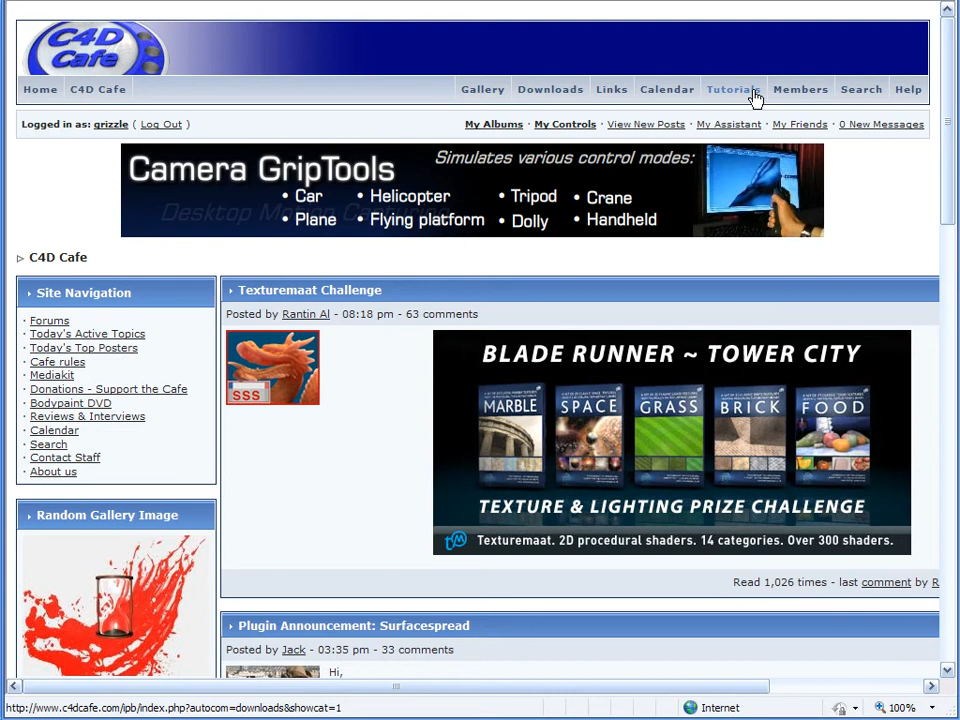 C4D
Cafe
Home C4D Cafe Gallery Downloads Links Calendar Tutorials Members Search Help
Logged in as: grizzle ( Log Out ) My Albums · My Controls · View New Posts · My Assistant · My Friends · 0 New Messages
Camera GripTools Simulates various control modes:
• Car • Helicopter • Tripod • Crane
• Plane • Flying platform • Dolly • Handheld
C4D Cafe
Site Navigation
· Forums
· Today's Active Topics
· Today's Top Posters
· Cafe rules
· Mediakit
· Donations - Support the Cafe
· Bodypaint DVD
· Reviews & Interviews
· Calendar
· Search
· Contact Staff
· About us
Random Gallery Image
Texturemaat Challenge
Posted by Rantin Al - 08:18 pm - 63 comments
SSS
BLADE RUNNER ~ TOWER CITY
MARBLE SPACE GRASS BRICK FOOD
TEXTURE & LIGHTING PRIZE CHALLENGE
Texturemaat. 2D procedural shaders. 14 categories. Over 300 shaders.
Read 1,026 times - last comment by R
Plugin Announcement: Surfacespread
Posted by Jack - 03:35 pm - 33 comments
Hi,
http://www.c4dcafe.com/ipb/index.php?autocom=downloads&showcat=1 Internet 100%